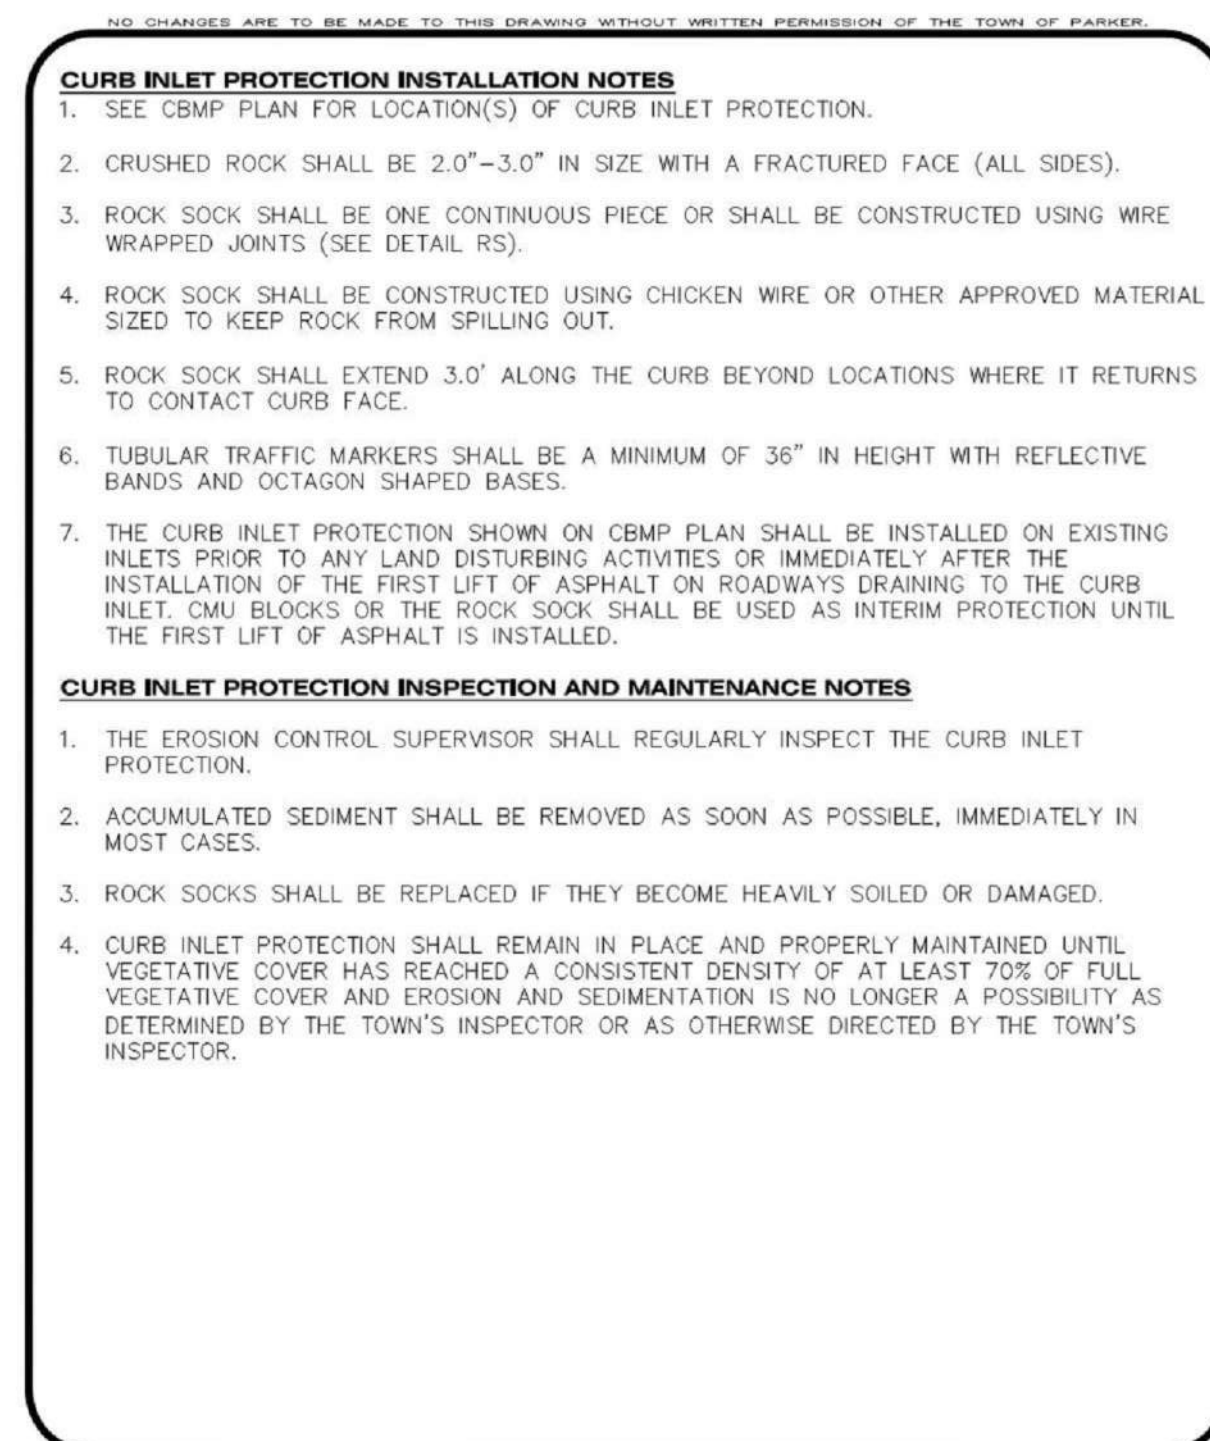 NO CHANGES ARE TO BE MADE TO THIS DRAWING WITHOUT WRITTEN PERMISSION OF THE TOWN OF PARKER.
CURB INLET PROTECTION INSTALLATION NOTES
1. SEE CBMP PLAN FOR LOCATION(S) OF CURB INLET PROTECTION.
2. CRUSHED ROCK SHALL BE 2.0"-3.0" IN SIZE WITH A FRACTURED FACE (ALL SIDES).
3. ROCK SOCK SHALL BE ONE CONTINUOUS PIECE OR SHALL BE CONSTRUCTED USING WIRE
WRAPPED JOINTS (SEE DETAIL RS).
4. ROCK SOCK SHALL BE CONSTRUCTED USING CHICKEN WIRE OR OTHER APPROVED MATERIAL
SIZED TO KEEP ROCK FROM SPILLING OUT.
5. ROCK SOCK SHALL EXTEND 3.0' ALONG THE CURB BEYOND LOCATIONS WHERE IT RETURNS
TO CONTACT CURB FACE.
6. TUBULAR TRAFFIC MARKERS SHALL BE A MINIMUM OF 36" IN HEIGHT WITH REFLECTIVE
BANDS AND OCTAGON SHAPED BASES.
7. THE CURB INLET PROTECTION SHOWN ON CBMP PLAN SHALL BE INSTALLED ON EXISTING
INLETS PRIOR TO ANY LAND DISTURBING ACTIVITIES OR IMMEDIATELY AFTER THE
INSTALLATION OF THE FIRST LIFT OF ASPHALT ON ROADWAYS DRAINING TO THE CURB
INLET. CMU BLOCKS OR THE ROCK SOCK SHALL BE USED AS INTERIM PROTECTION UNTIL
THE FIRST LIFT OF ASPHALT IS INSTALLED.
CURB INLET PROTECTION INSPECTION AND MAINTENANCE NOTES
1. THE EROSION CONTROL SUPERVISOR SHALL REGULARLY INSPECT THE CURB INLET
PROTECTION.
2. ACCUMULATED SEDIMENT SHALL BE REMOVED AS SOON AS POSSIBLE, IMMEDIATELY IN
MOST CASES.
3. ROCK SOCKS SHALL BE REPLACED IF THEY BECOME HEAVILY SOILED OR DAMAGED.
4. CURB INLET PROTECTION SHALL REMAIN IN PLACE AND PROPERLY MAINTAINED UNTIL
VEGETATIVE COVER HAS REACHED A CONSISTENT DENSITY OF AT LEAST 70% OF FULL
VEGETATIVE COVER AND EROSION AND SEDIMENTATION IS NO LONGER A POSSIBILITY AS
DETERMINED BY THE TOWN'S INSPECTOR OR AS OTHERWISE DIRECTED BY THE TOWN'S
INSPECTOR.